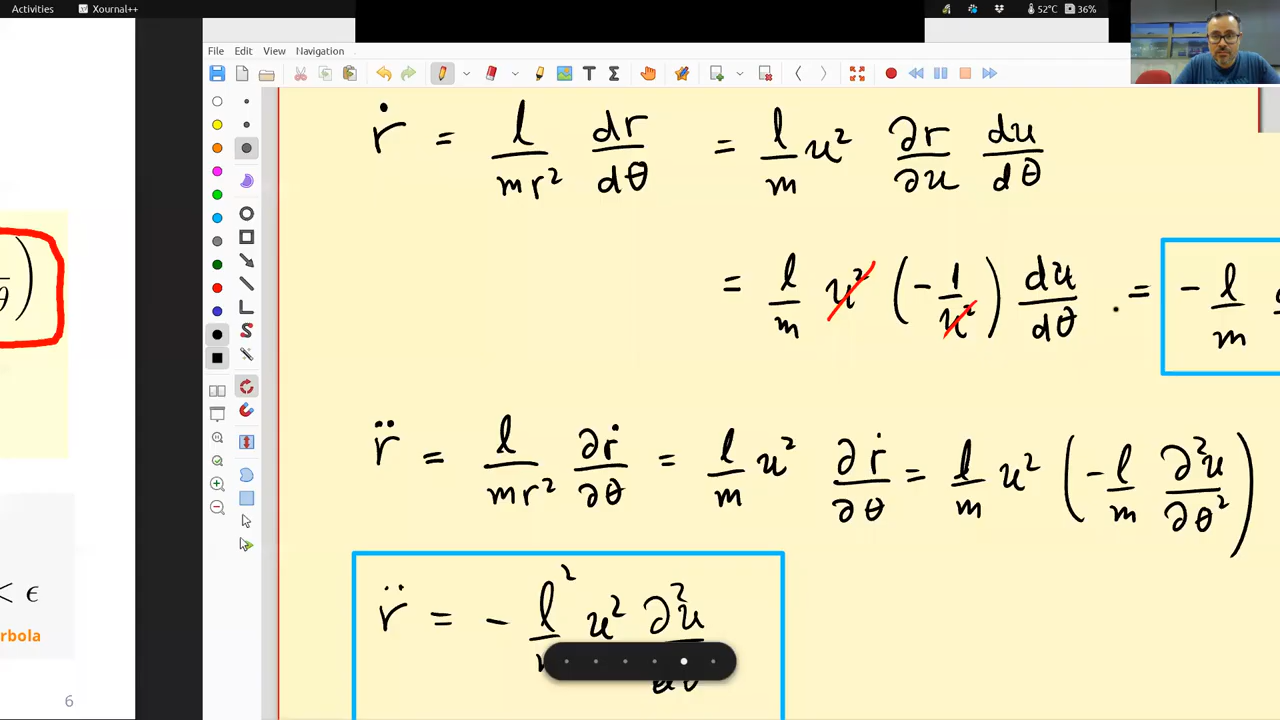 Activities Xournal++ 52°C 36%
File Edit View Navigation
ṙ = l/(mr²) dr/dθ = l/m u² ∂r/∂u du/dθ
θ )
= l/m u² (-1/u²) du/dθ . = - l/m
r̈ = l/(mr²) ∂ṙ/∂θ = l/m u² ∂ṙ/∂θ = l/m u² (-l/m ∂²u/∂θ²)
< ϵ
rbola
r̈ = - l² u² ∂²u
6